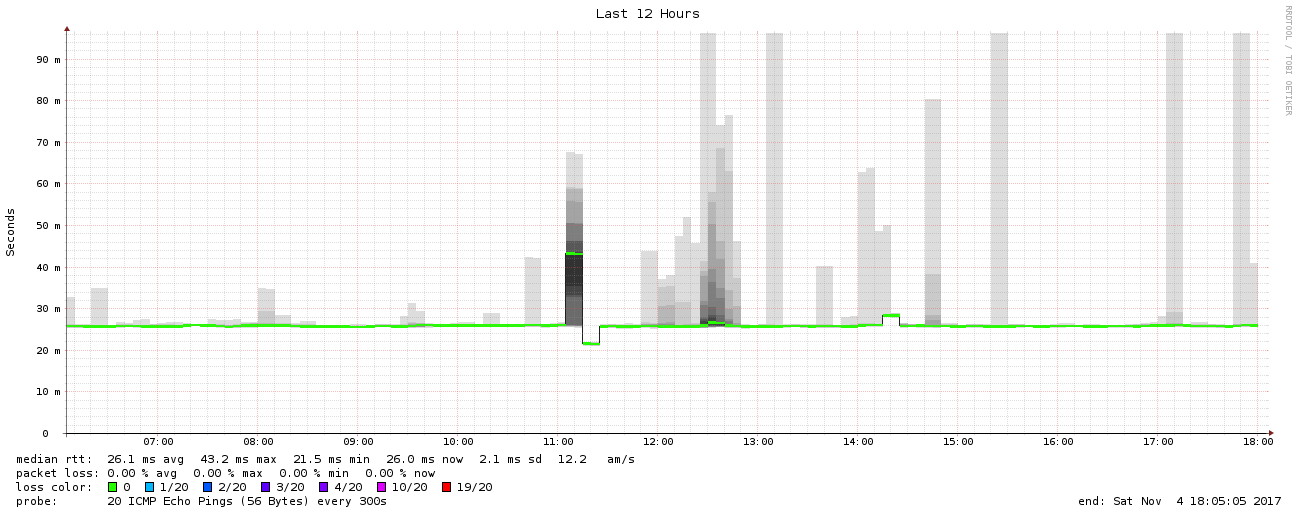 Last 12 Hours
RRDTOOL / TOBI OETIKER
Seconds
90 m
80 m
70 m
60 m
50 m
40 m
30 m
20 m
10 m
0
07:00 08:00 09:00 10:00 11:00 12:00 13:00 14:00 15:00 16:00 17:00 18:00
median rtt: 26.1 ms avg 43.2 ms max 21.5 ms min 26.0 ms now 2.1 ms sd 12.2 am/s
packet loss: 0.00 % avg 0.00 % max 0.00 % min 0.00 % now
loss color: 0 1/20 2/20 3/20 4/20 10/20 19/20
probe: 20 ICMP Echo Pings (56 Bytes) every 300s end: Sat Nov 4 18:05:05 2017